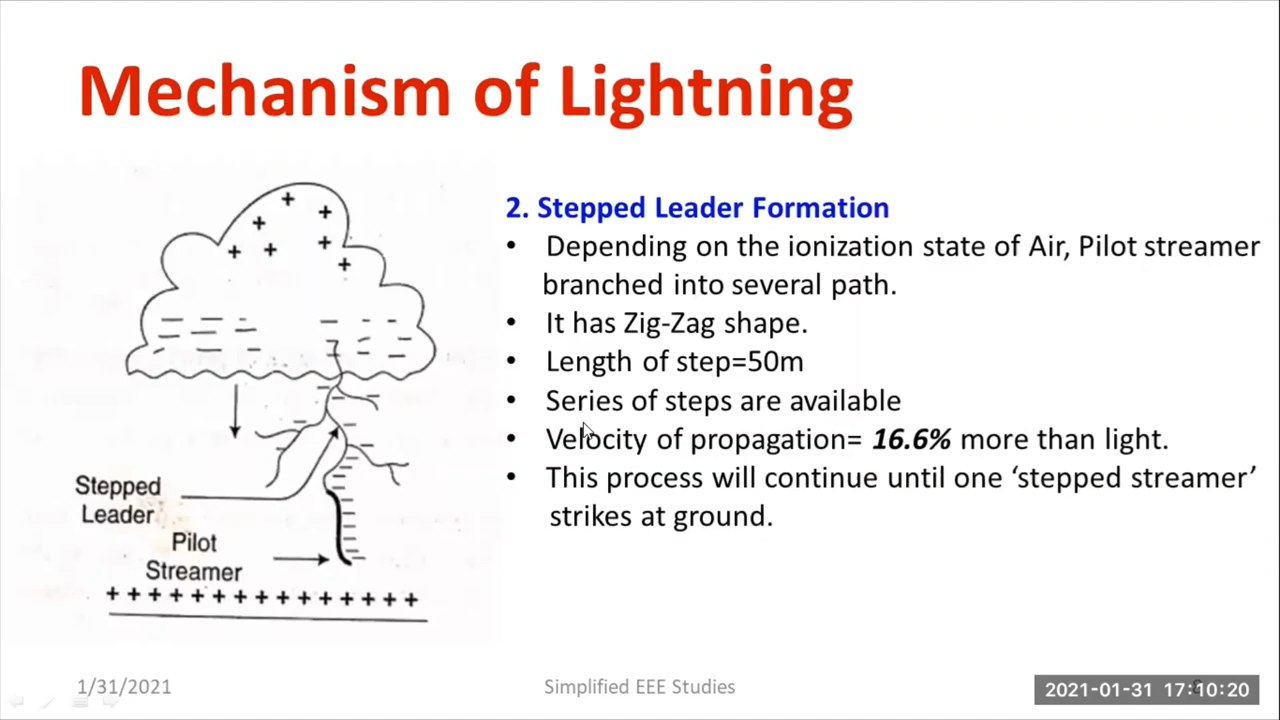 Mechanism of Lightning
2. Stepped Leader Formation
• Depending on the ionization state of Air, Pilot streamer
branched into several path.
• It has Zig-Zag shape.
• Length of step=50m
• Series of steps are available
• Velocity of propagation= 16.6% more than light.
• This process will continue until one ‘stepped streamer’
strikes at ground.
Stepped
Leader
Pilot
Streamer
1/31/2021
Simplified EEE Studies
2021-01-31 17:10:20